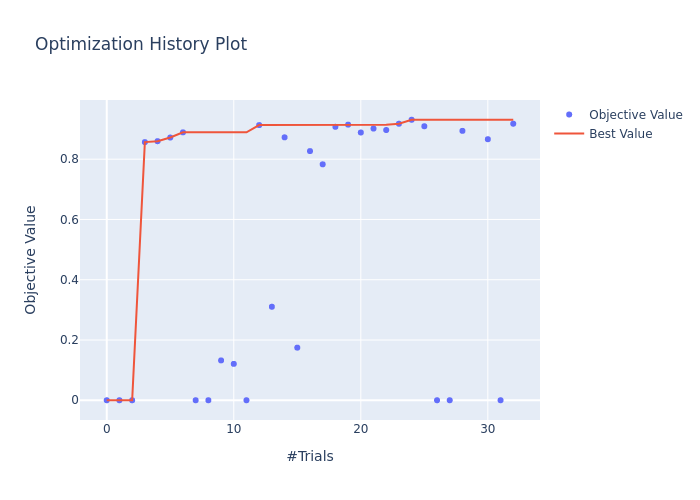 Optimization History Plot
Objective Value
Best Value
0.8
0.6
0.4
0.2
0
Objective Value
0
10
20
30
#Trials